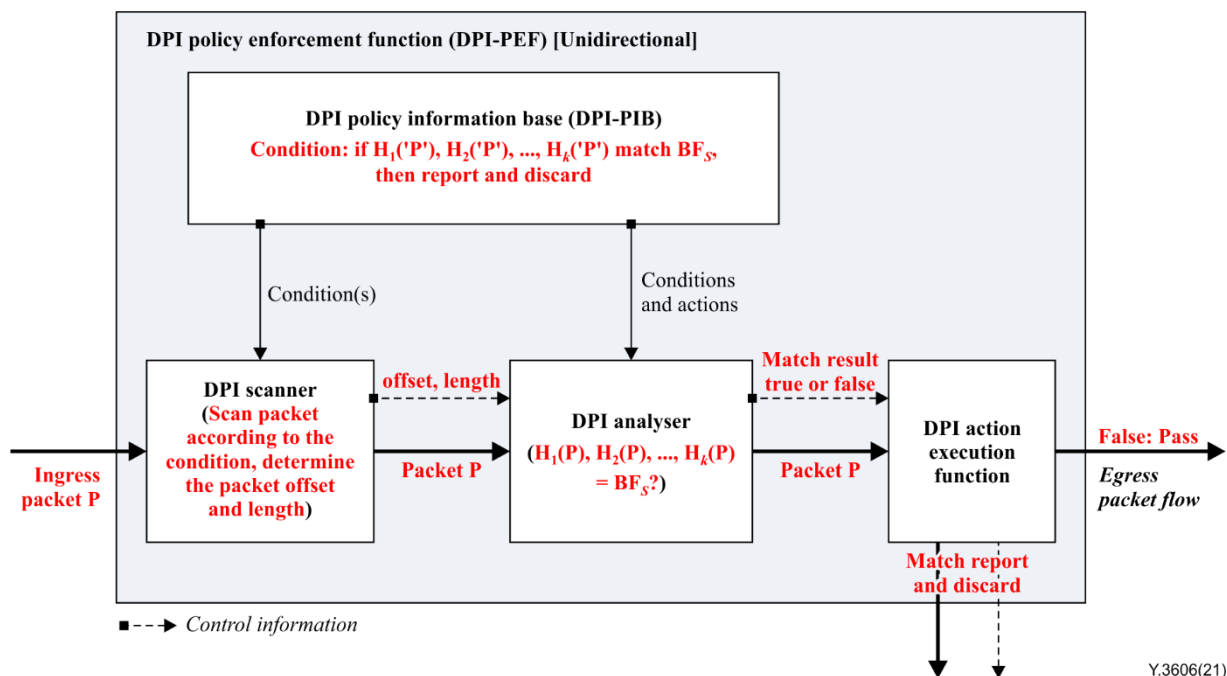 DPI policy enforcement function (DPI-PEF) [Unidirectional]
DPI policy information base (DPI-PIB)
Condition: if H1('P'), H2('P'), ..., Hk('P') match BFS,
then report and discard
Condition(s)
Conditions
and actions
DPI scanner
(Scan packet
according to the
condition, determine
the packet offset
and length)
offset, length
Packet P
DPI analyser
(H1(P), H2(P), ..., Hk(P)
= BFS?)
Match result
true or false
Packet P
DPI action
execution
function
Ingress
packet P
False: Pass
Egress
packet flow
Match report
and discard
Control information
Y.3606(21)